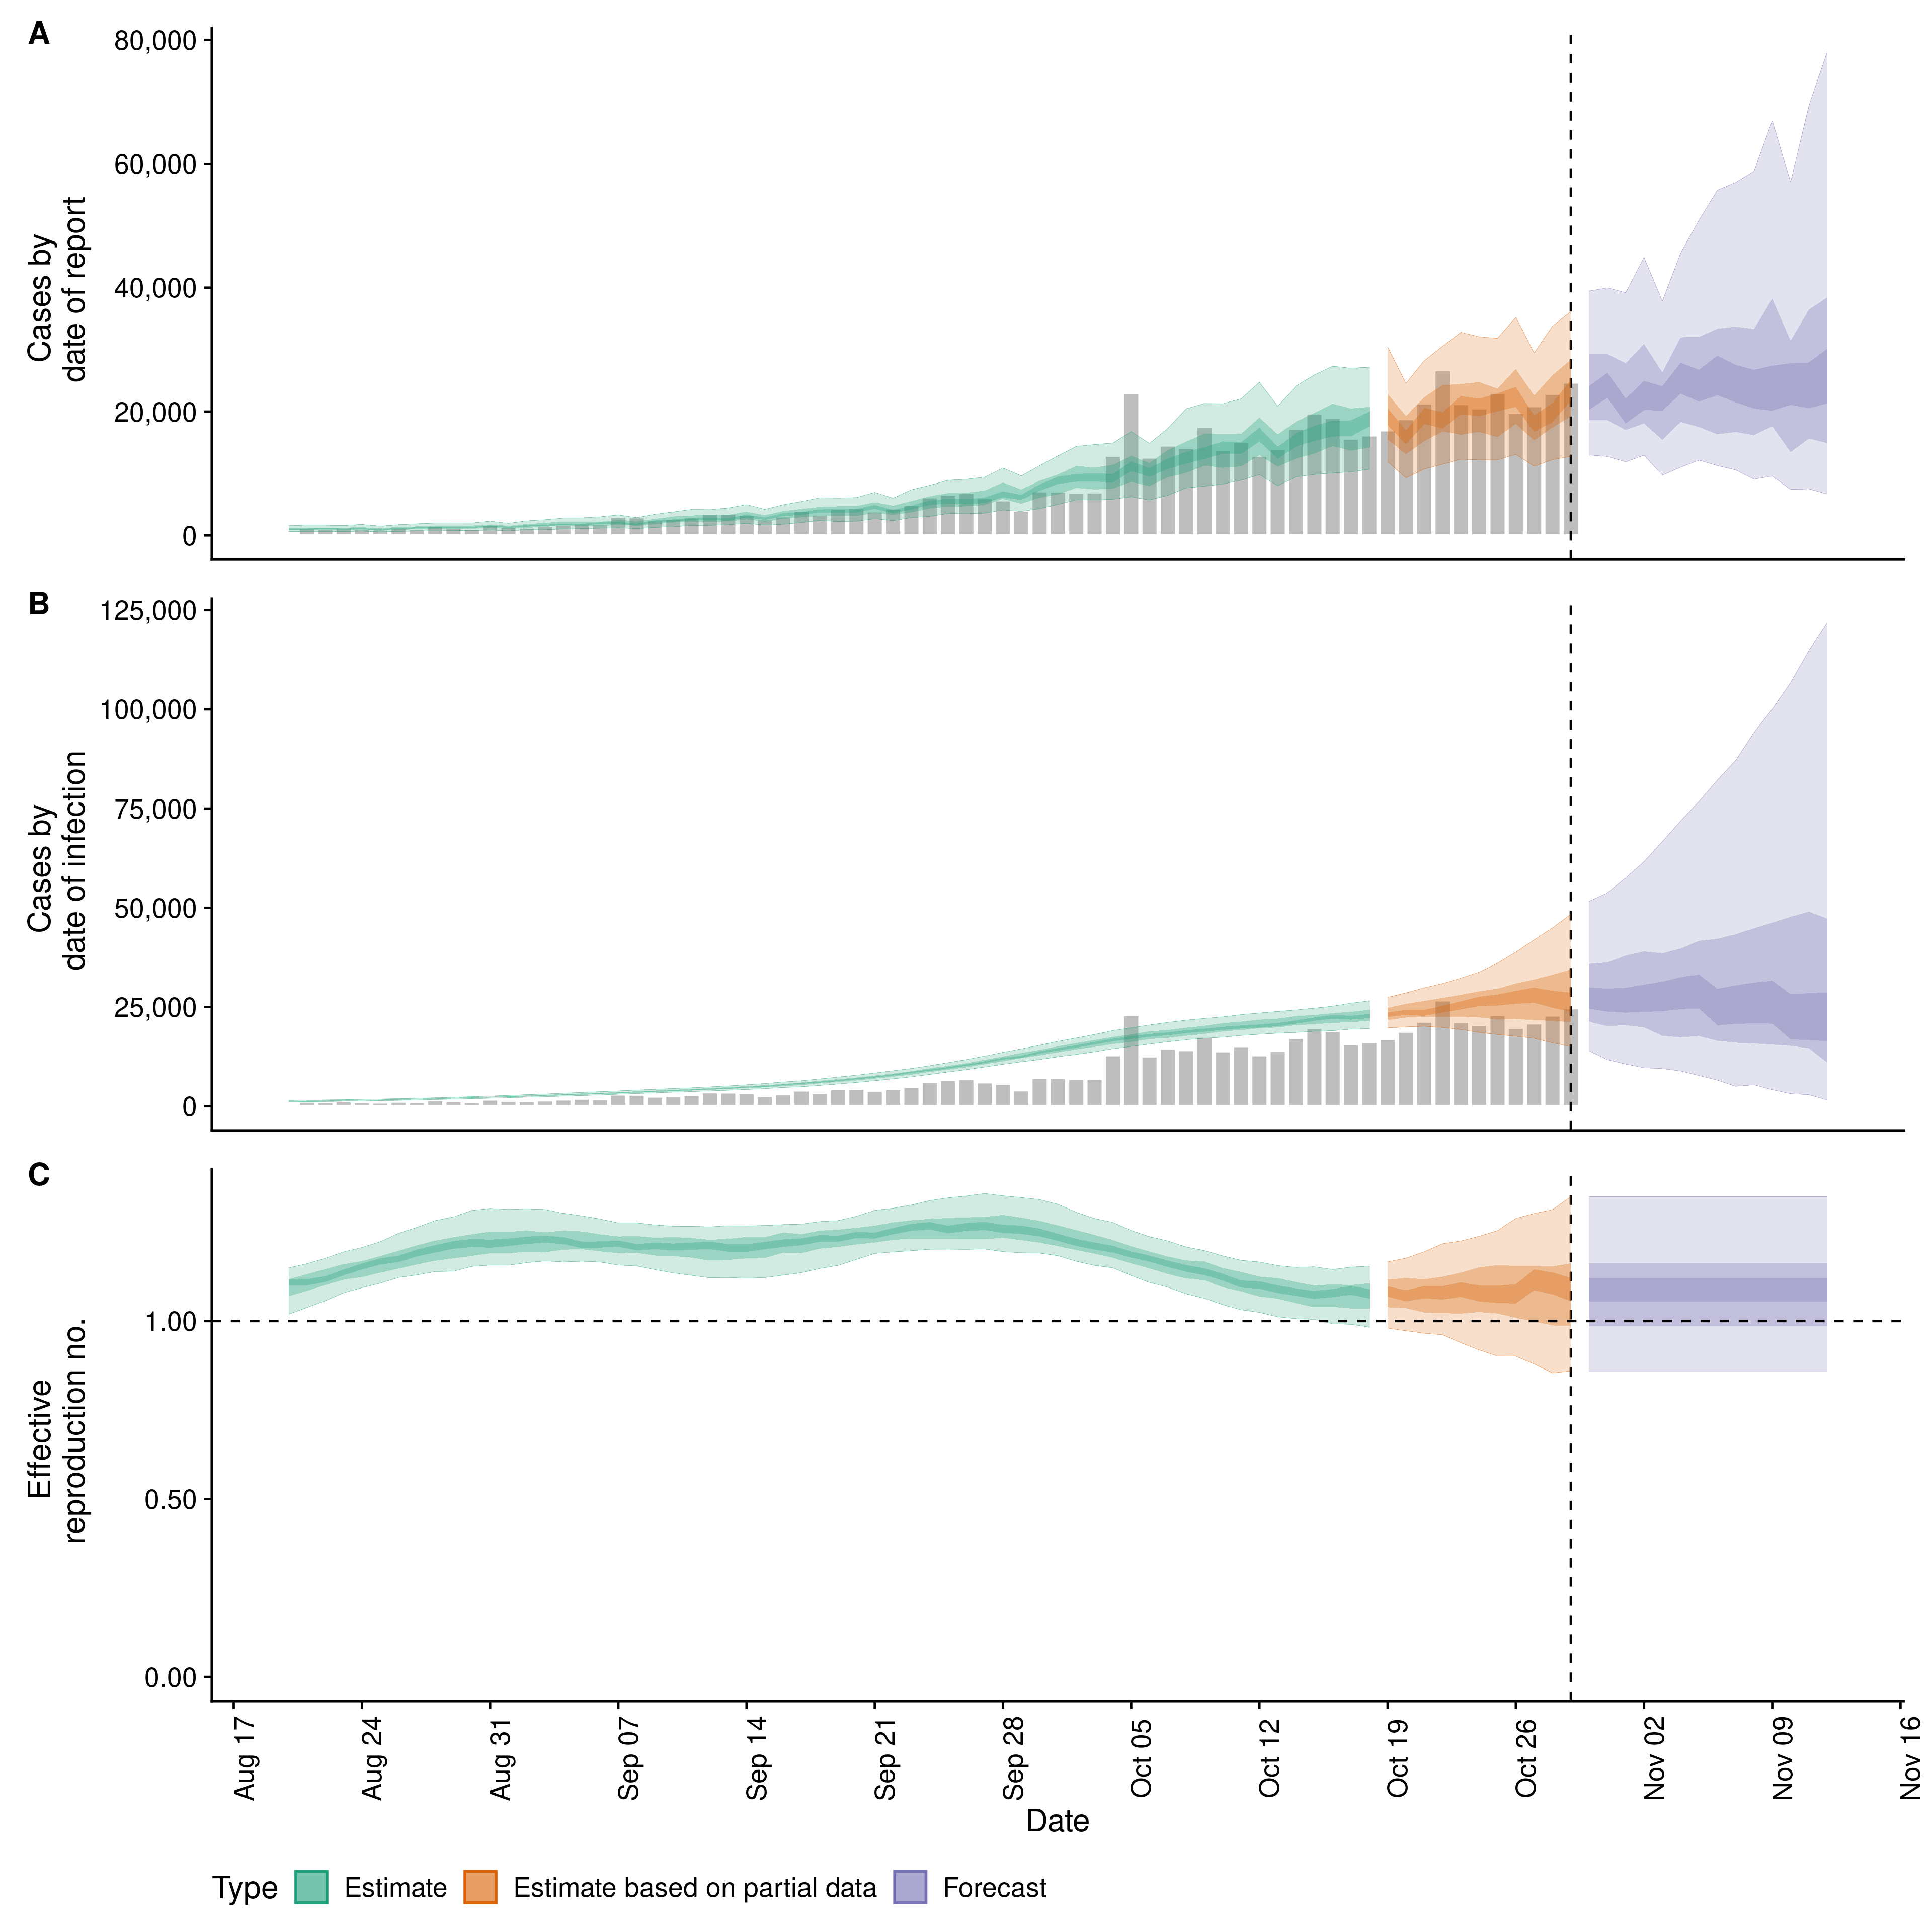 A
80,000
60,000
40,000
20,000
0
Cases by
date of report
B
125,000
100,000
75,000
50,000
25,000
0
Cases by
date of infection
C
1.00
0.50
0.00
Effective
reproduction no.
Aug 17
Aug 24
Aug 31
Sep 07
Sep 14
Sep 21
Sep 28
Oct 05
Oct 12
Oct 19
Oct 26
Nov 02
Nov 09
Nov 16
Date
Type Estimate Estimate based on partial data Forecast